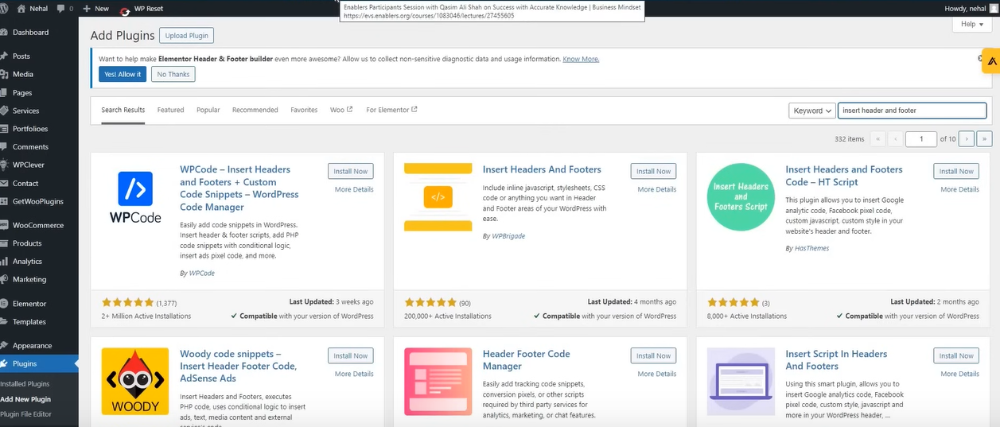 Nehal
0
New
WP Reset
Enablers Participants Session with Qasim Ali Shah on Success with Accurate Knowledge | Business Mindset
https://evs.enablers.org/courses/1083046/lectures/27455605
Howdy, nehal
Help
Dashboard
Posts
Media
Pages
Services
Portfolioes
Comments
WPClever
Contact
GetWooPlugins
WooCommerce
Products
Analytics
Marketing
Elementor
Templates
Appearance
Plugins
Installed Plugins
Add New Plugin
Plugin File Editor
Add Plugins
Upload Plugin
Want to help make Elementor Header & Footer builder even more awesome? Allow us to collect non-sensitive diagnostic data and usage information. Know More.
Yes! Allow it
No Thanks
Search Results
Featured
Popular
Recommended
Favorites
Woo
For Elementor
Keyword
insert header and footer
332 items
«
‹
1
of 10
›
»
</>
WPCode
WPCode – Insert Headers
and Footers + Custom
Code Snippets – WordPress
Code Manager
Install Now
More Details
Easily add code snippets in WordPress.
Insert header & footer scripts, add PHP
code snippets with conditional logic,
insert ads pixel code, and more.
By WPCode
(1,377)
Last Updated: 3 weeks ago
2+ Million Active Installations
Compatible with your version of WordPress
</>
Insert Headers And Footers
Install Now
More Details
Include inline javascript, stylesheets, CSS
code or anything you want in Header
and Footer areas of your WordPress with
ease.
By WPBrigade
(90)
Last Updated: 4 months ago
200,000+ Active Installations
Compatible with your version of WordPress
Insert Headers
and
Footers Script
Insert Headers and Footers
Code – HT Script
Install Now
More Details
This plugin allows you to insert Google
analytic code, Facebook pixel code,
custom javascript, custom style in your
website's header and footer.
By HasThemes
(3)
Last Updated: 2 months ago
8,000+ Active Installations
Compatible with your version of WordPress
WOODY
Woody code snippets –
Insert Header Footer Code,
AdSense Ads
Install Now
More Details
Insert Headers and Footers, executes
PHP code, uses conditional logic to insert
ads, text, media content and external
service's code
Header Footer Code
Manager
Install Now
More Details
Easily add tracking code snippets,
conversion pixels, or other scripts
required by third party services for
analytics, marketing, or chat features.
Insert Script In Headers
And Footers
Install Now
More Details
Using this smart plugin, allows you to
insert Google analytics code, Facebook
pixel code, custom style, javascript and
more in your WordPress header, ...